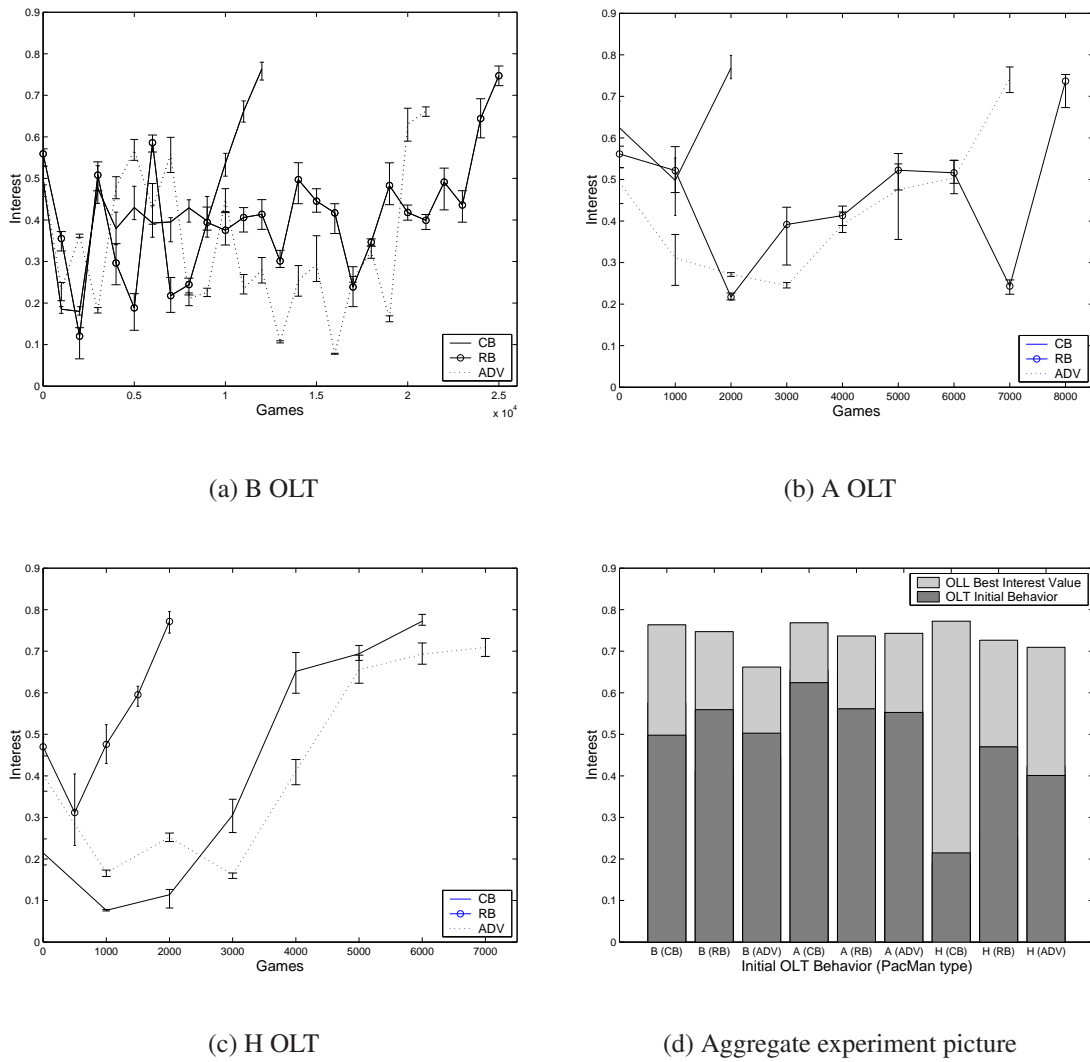 0.9
0.8
0.7
0.6
0.5
0.4
0.3
0.2
0.1
0
Interest
0 0.5 1 1.5 2 2.5
x 10^4
Games
CB
RB
ADV
(a) B OLT
0.9
0.8
0.7
0.6
0.5
0.4
0.3
0.2
0.1
0
Interest
0 1000 2000 3000 4000 5000 6000 7000 8000
Games
CB
RB
ADV
(b) A OLT
0.9
0.8
0.7
0.6
0.5
0.4
0.3
0.2
0.1
0
Interest
0 1000 2000 3000 4000 5000 6000 7000
Games
CB
RB
ADV
(c) H OLT
0.9
0.8
0.7
0.6
0.5
0.4
0.3
0.2
0.1
0
Interest
OLL Best Interest Value
OLT Initial Behavior
B (CB) B (RB) B (ADV) A (CB) A (RB) A (ADV) H (CB) H (RB) H (ADV)
Initial OLT Behavior (PacMan type)
(d) Aggregate experiment picture